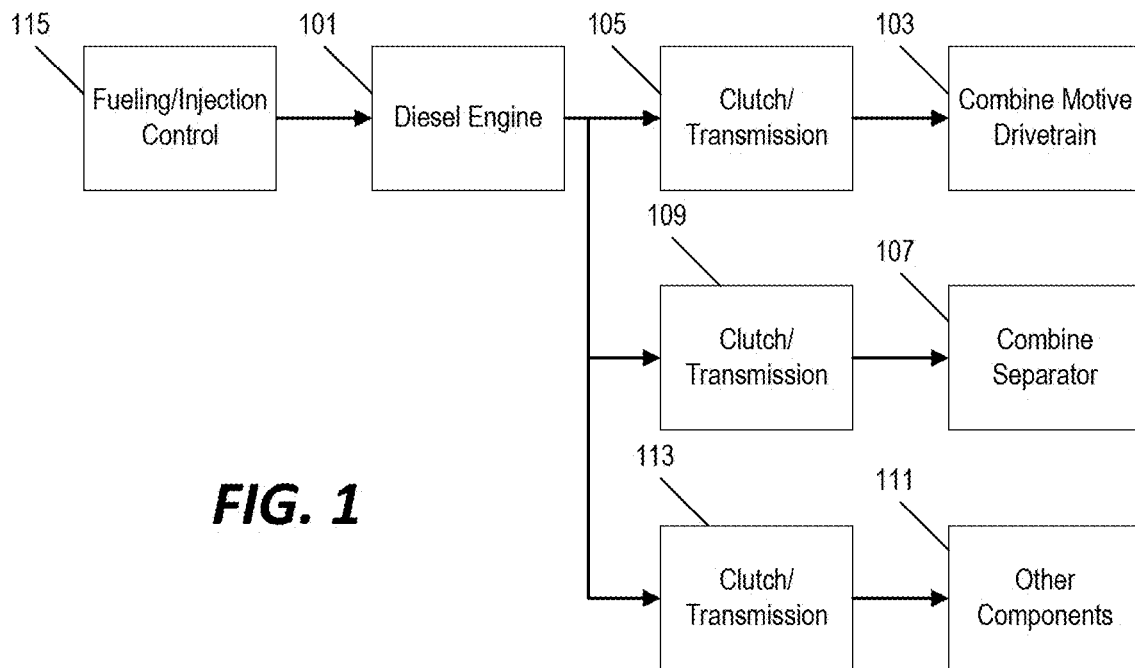 115
101
105
103
Fueling/Injection
Control
Diesel Engine
Clutch/
Transmission
Combine Motive
Drivetrain
109
107
Clutch/
Transmission
Combine
Separator
113
111
FIG. 1
Clutch/
Transmission
Other
Components